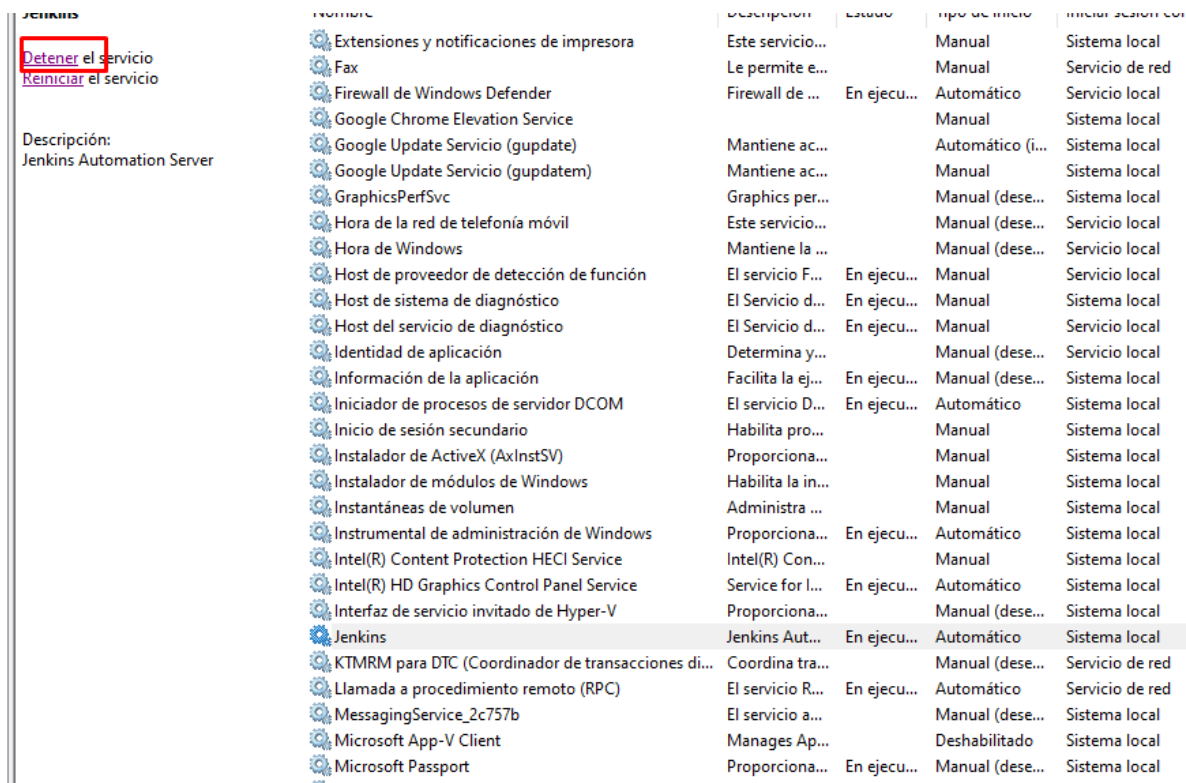 Jenkins
Detener el servicio
Reiniciar el servicio
Descripción:
Jenkins Automation Server
Nombre Descripción Estado Tipo de inicio Iniciar sesión con
Extensiones y notificaciones de impresora Este servicio... Manual Sistema local
Fax Le permite e... Manual Servicio de red
Firewall de Windows Defender Firewall de ... En ejecu... Automático Servicio local
Google Chrome Elevation Service Manual Sistema local
Google Update Servicio (gupdate) Mantiene ac... Automático (i... Sistema local
Google Update Servicio (gupdatem) Mantiene ac... Manual Sistema local
GraphicsPerfSvc Graphics per... Manual (dese... Sistema local
Hora de la red de telefonía móvil Este servicio... Manual (dese... Servicio local
Hora de Windows Mantiene la ... Manual (dese... Servicio local
Host de proveedor de detección de función El servicio F... En ejecu... Manual Servicio local
Host de sistema de diagnóstico El Servicio d... En ejecu... Manual Sistema local
Host del servicio de diagnóstico El Servicio d... En ejecu... Manual Servicio local
Identidad de aplicación Determina y... Manual (dese... Servicio local
Información de la aplicación Facilita la ej... En ejecu... Manual (dese... Sistema local
Iniciador de procesos de servidor DCOM El servicio D... En ejecu... Automático Sistema local
Inicio de sesión secundario Habilita pro... Manual Sistema local
Instalador de ActiveX (AxInstSV) Proporciona... Manual Sistema local
Instalador de módulos de Windows Habilita la in... Manual Sistema local
Instantáneas de volumen Administra ... Manual Sistema local
Instrumental de administración de Windows Proporciona... En ejecu... Automático Sistema local
Intel(R) Content Protection HECI Service Intel(R) Con... Manual Sistema local
Intel(R) HD Graphics Control Panel Service Service for I... En ejecu... Automático Sistema local
Interfaz de servicio invitado de Hyper-V Proporciona... Manual (dese... Sistema local
Jenkins Jenkins Aut... En ejecu... Automático Sistema local
KTMRM para DTC (Coordinador de transacciones di... Coordina tra... Manual (dese... Servicio de red
Llamada a procedimiento remoto (RPC) El servicio R... En ejecu... Automático Servicio de red
MessagingService_2c757b El servicio a... Manual (dese... Sistema local
Microsoft App-V Client Manages Ap... Deshabilitado Sistema local
Microsoft Passport Proporciona... En ejecu... Manual (dese... Sistema local